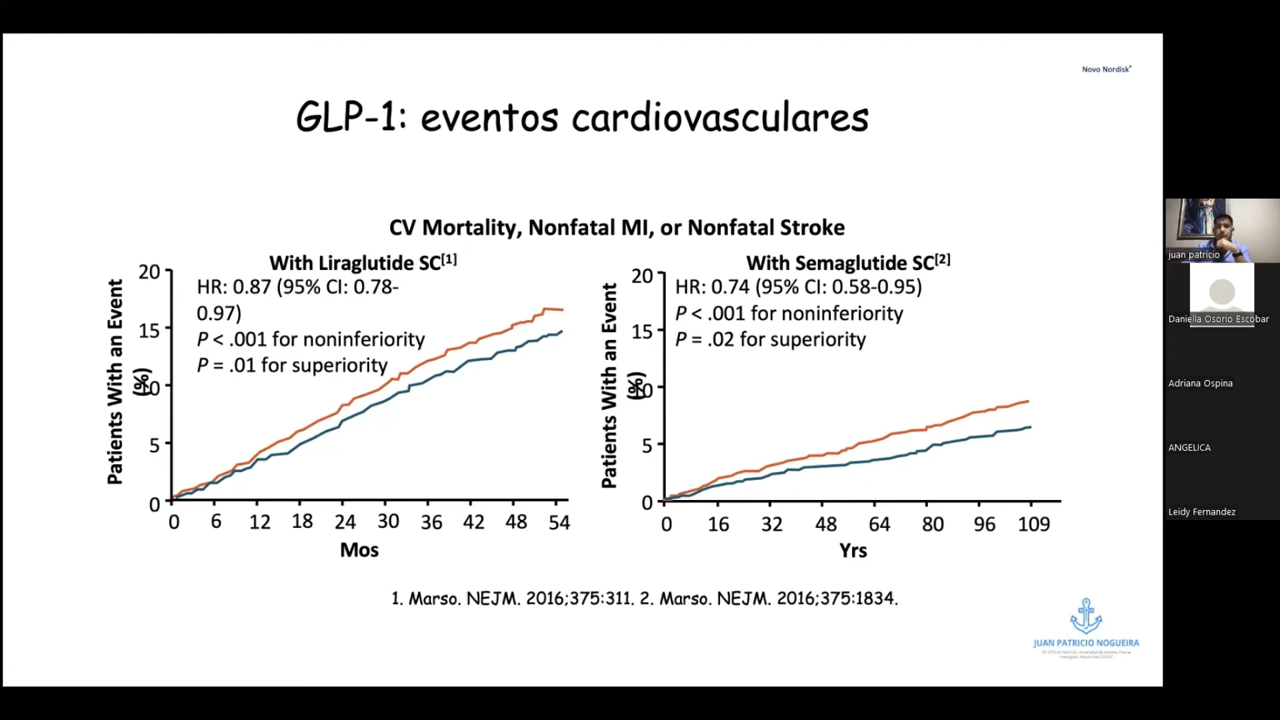 Novo Nordisk
GLP-1: eventos cardiovasculares
CV Mortality, Nonfatal MI, or Nonfatal Stroke
With Liraglutide SC[1]
HR: 0.87 (95% CI: 0.78-
0.97)
P < .001 for noninferiority
P = .01 for superiority
Patients With an Event
(%)
20
15
10
5
0
0 6 12 18 24 30 36 42 48 54
Mos
With Semaglutide SC[2]
HR: 0.74 (95% CI: 0.58-0.95)
P < .001 for noninferiority
P = .02 for superiority
Patients With an Event
(%)
20
15
10
5
0
0 16 32 48 64 80 96 109
Yrs
1. Marso. NEJM. 2016;375:311. 2. Marso. NEJM. 2016;375:1834.
JUAN PATRICIO NOGUEIRA
juan patricio
Daniella Osorio Escobar
Adriana Ospina
ANGELICA
Leidy Fernandez